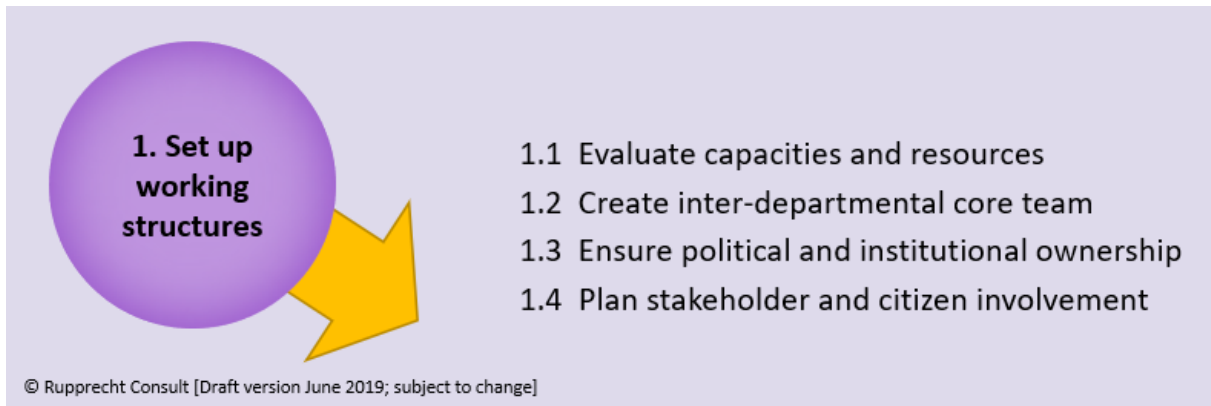 1. Set up
working
structures
1.1 Evaluate capacities and resources
1.2 Create inter-departmental core team
1.3 Ensure political and institutional ownership
1.4 Plan stakeholder and citizen involvement
© Rupprecht Consult [Draft version June 2019; subject to change]